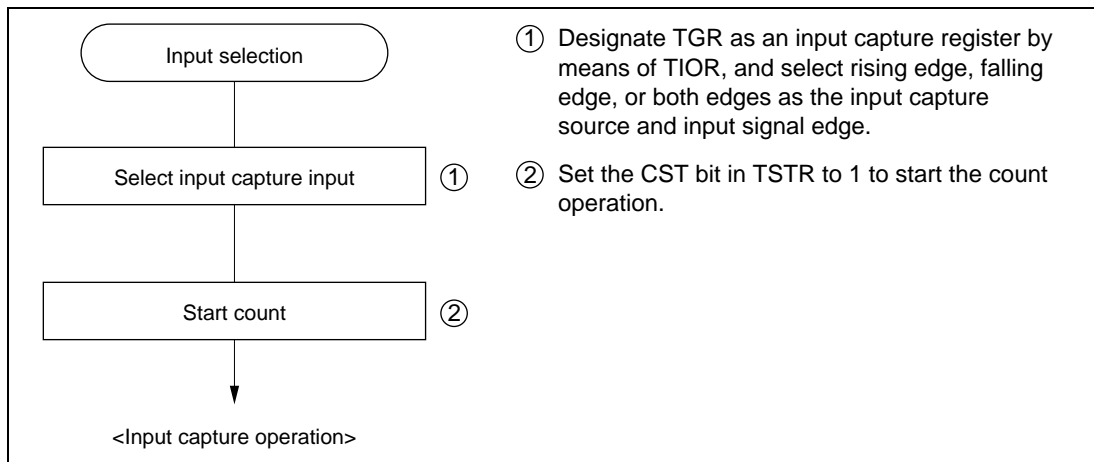 Input selection
Select input capture input ①
Start count ②
<Input capture operation>
① Designate TGR as an input capture register by
means of TIOR, and select rising edge, falling
edge, or both edges as the input capture
source and input signal edge.
② Set the CST bit in TSTR to 1 to start the count
operation.